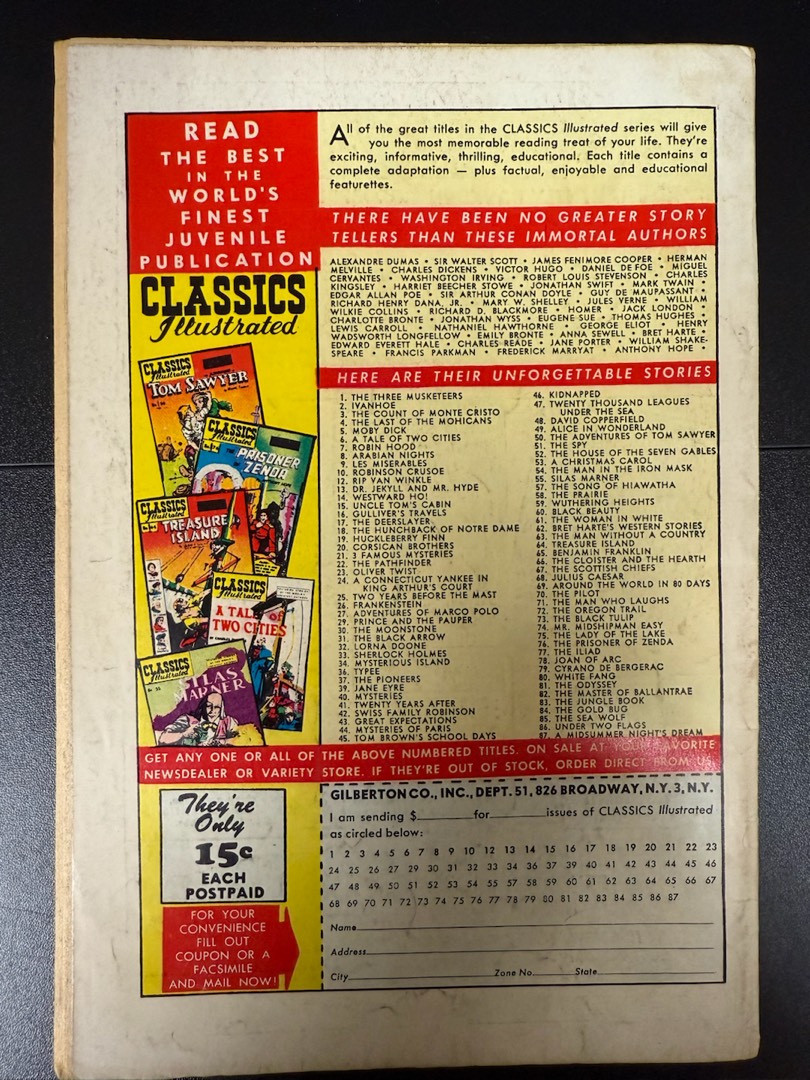 READ
THE BEST
IN THE
WORLD'S
FINEST
JUVENILE
PUBLICATION
CLASSICS
Illustrated
CLASSICS
Illustrated
TOM SAWYER
CLASSICS
Illustrated
THE PRISONER
OF ZENDA
CLASSICS
Illustrated
TREASURE
ISLAND
CLASSICS
Illustrated
A TALE OF
TWO CITIES
CLASSICS
Illustrated
SILAS
MARNER
All of the great titles in the CLASSICS Illustrated series will give
you the most memorable reading treat of your life. They're
exciting, informative, thrilling, educational. Each title contains a
complete adaptation — plus factual, enjoyable and educational
featurettes.
THERE HAVE BEEN NO GREATER STORY
TELLERS THAN THESE IMMORTAL AUTHORS
ALEXANDRE DUMAS • SIR WALTER SCOTT • JAMES FENIMORE COOPER • HERMAN
MELVILLE • CHARLES DICKENS • VICTOR HUGO • DANIEL DE FOE • MIGUEL
CERVANTES • WASHINGTON IRVING • ROBERT LOUIS STEVENSON • CHARLES
KINGSLEY • HARRIET BEECHER STOWE • JONATHAN SWIFT • MARK TWAIN •
EDGAR ALLAN POE • SIR ARTHUR CONAN DOYLE • GUY DE MAUPASSANT •
RICHARD HENRY DANA, JR. • MARY W. SHELLEY • JULES VERNE • WILLIAM
WILKIE COLLINS • RICHARD D. BLACKMORE • HOMER • JACK LONDON •
CHARLOTTE BRONTE • JONATHAN WYSS • EUGENE SUE • THOMAS HUGHES •
LEWIS CARROLL • NATHANIEL HAWTHORNE • GEORGE ELIOT • HENRY
WADSWORTH LONGFELLOW • EMILY BRONTE • ANNA SEWELL • BRET HARTE •
EDWARD EVERETT HALE • CHARLES READE • JANE PORTER • WILLIAM SHAKE-
SPEARE • FRANCIS PARKMAN • FREDERICK MARRYAT • ANTHONY HOPE •
HERE ARE THEIR UNFORGETTABLE STORIES
1. THE THREE MUSKETEERS
2. IVANHOE
3. THE COUNT OF MONTE CRISTO
4. THE LAST OF THE MOHICANS
5. MOBY DICK
6. A TALE OF TWO CITIES
7. ROBIN HOOD
8. ARABIAN NIGHTS
9. LES MISERABLES
10. ROBINSON CRUSOE
12. RIP VAN WINKLE
13. DR. JEKYLL AND MR. HYDE
14. WESTWARD HO!
15. UNCLE TOM'S CABIN
16. GULLIVER'S TRAVELS
17. THE DEERSLAYER
18. THE HUNCHBACK OF NOTRE DAME
19. HUCKLEBERRY FINN
20. CORSICAN BROTHERS
21. 3 FAMOUS MYSTERIES
22. THE PATHFINDER
23. OLIVER TWIST
24. A CONNECTICUT YANKEE IN
KING ARTHUR'S COURT
25. TWO YEARS BEFORE THE MAST
26. FRANKENSTEIN
27. ADVENTURES OF MARCO POLO
29. PRINCE AND THE PAUPER
30. THE MOONSTONE
31. THE BLACK ARROW
32. LORNA DOONE
33. SHERLOCK HOLMES
34. MYSTERIOUS ISLAND
36. TYPEE
37. THE PIONEERS
39. JANE EYRE
40. MYSTERIES
41. TWENTY YEARS AFTER
42. SWISS FAMILY ROBINSON
43. GREAT EXPECTATIONS
44. MYSTERIES OF PARIS
45. TOM BROWN'S SCHOOL DAYS
46. KIDNAPPED
47. TWENTY THOUSAND LEAGUES
UNDER THE SEA
48. DAVID COPPERFIELD
49. ALICE IN WONDERLAND
50. THE ADVENTURES OF TOM SAWYER
51. THE SPY
52. THE HOUSE OF THE SEVEN GABLES
53. A CHRISTMAS CAROL
54. THE MAN IN THE IRON MASK
55. SILAS MARNER
57. THE SONG OF HIAWATHA
58. THE PRAIRIE
59. WUTHERING HEIGHTS
60. BLACK BEAUTY
61. THE WOMAN IN WHITE
62. BRET HARTE'S WESTERN STORIES
63. THE MAN WITHOUT A COUNTRY
64. TREASURE ISLAND
65. BENJAMIN FRANKLIN
66. THE CLOISTER AND THE HEARTH
67. THE SCOTTISH CHIEFS
68. JULIUS CAESAR
69. AROUND THE WORLD IN 80 DAYS
70. THE PILOT
71. THE MAN WHO LAUGHS
72. THE OREGON TRAIL
73. THE BLACK TULIP
74. MR. MIDSHIPMAN EASY
75. THE LADY OF THE LAKE
76. THE PRISONER OF ZENDA
77. THE ILIAD
78. JOAN OF ARC
79. CYRANO DE BERGERAC
80. WHITE FANG
81. THE ODYSSEY
82. THE MASTER OF BALLANTRAE
83. THE JUNGLE BOOK
84. THE GOLD BUG
85. THE SEA WOLF
86. UNDER TWO FLAGS
87. A MIDSUMMER NIGHT'S DREAM
GET ANY ONE OR ALL OF THE ABOVE NUMBERED TITLES. ON SALE AT YOUR FAVORITE
NEWSDEALER OR VARIETY STORE. IF THEY'RE OUT OF STOCK, ORDER DIRECT FROM US.
They're
Only
15c
EACH
POSTPAID
FOR YOUR
CONVENIENCE
FILL OUT
COUPON OR A
FACSIMILE
AND MAIL NOW!
GILBERTON CO., INC., DEPT. 51, 826 BROADWAY, N.Y. 3, N.Y.
I am sending $ for issues of CLASSICS Illustrated
as circled below:
1 2 3 4 5 6 7 8 9 10 12 13 14 15 16 17 18 19 20 21 22 23
24 25 26 27 29 30 31 32 33 34 36 37 39 40 41 42 43 44 45 46
47 48 49 50 51 52 53 54 55 57 58 59 60 61 62 63 64 65 66 67
68 69 70 71 72 73 74 75 76 77 78 79 80 81 82 83 84 85 86 87
Name
Address
City Zone No. State